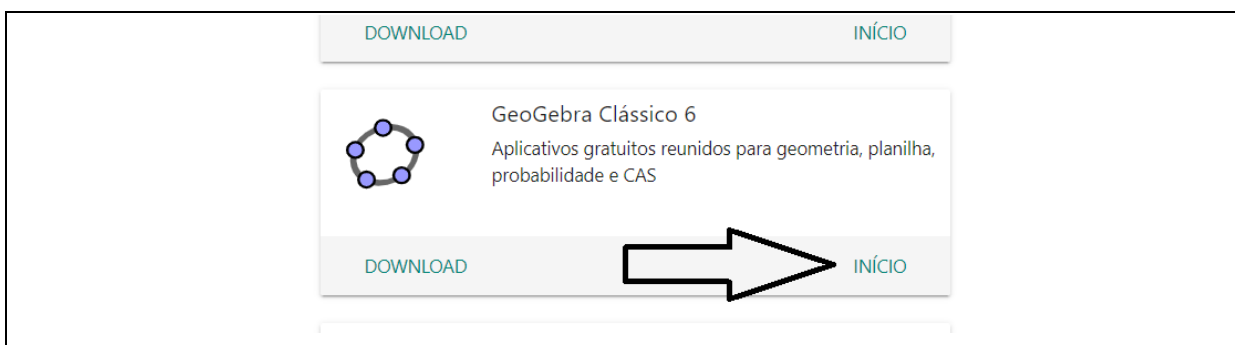 DOWNLOAD INÍCIO
GeoGebra Clássico 6
Aplicativos gratuitos reunidos para geometria, planilha,
probabilidade e CAS
DOWNLOAD INÍCIO